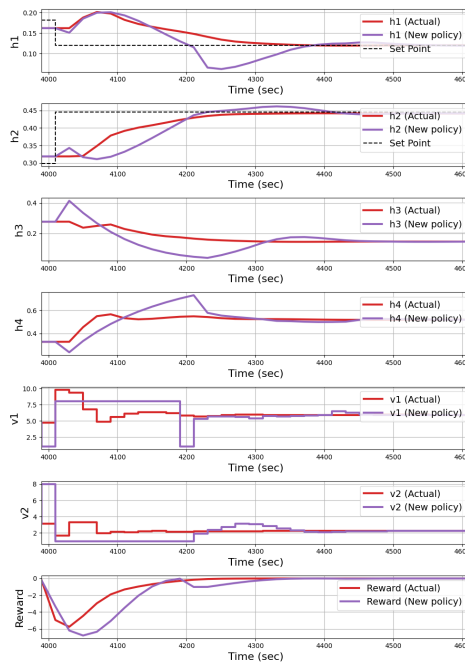 0.20
0.15
0.10
h1
h1 (Actual)
h1 (New policy)
Set Point
4000 4100 4200 4300 4400 4500 4600
Time (sec)
0.45
0.40
0.35
0.30
h2
h2 (Actual)
h2 (New policy)
Set Point
4000 4100 4200 4300 4400 4500 4600
Time (sec)
0.4
0.2
h3
h3 (Actual)
h3 (New policy)
4000 4100 4200 4300 4400 4500 4600
Time (sec)
0.6
0.4
h4
h4 (Actual)
h4 (New policy)
4000 4100 4200 4300 4400 4500 4600
Time (sec)
10.0
7.5
5.0
2.5
v1
v1 (Actual)
v1 (New policy)
4000 4100 4200 4300 4400 4500 4600
Time (sec)
8
6
4
2
v2
v2 (Actual)
v2 (New policy)
4000 4100 4200 4300 4400 4500 4600
Time (sec)
0
−2
−4
−6
Reward
Reward (Actual)
Reward (New policy)
4000 4100 4200 4300 4400 4500 4600
Time (sec)